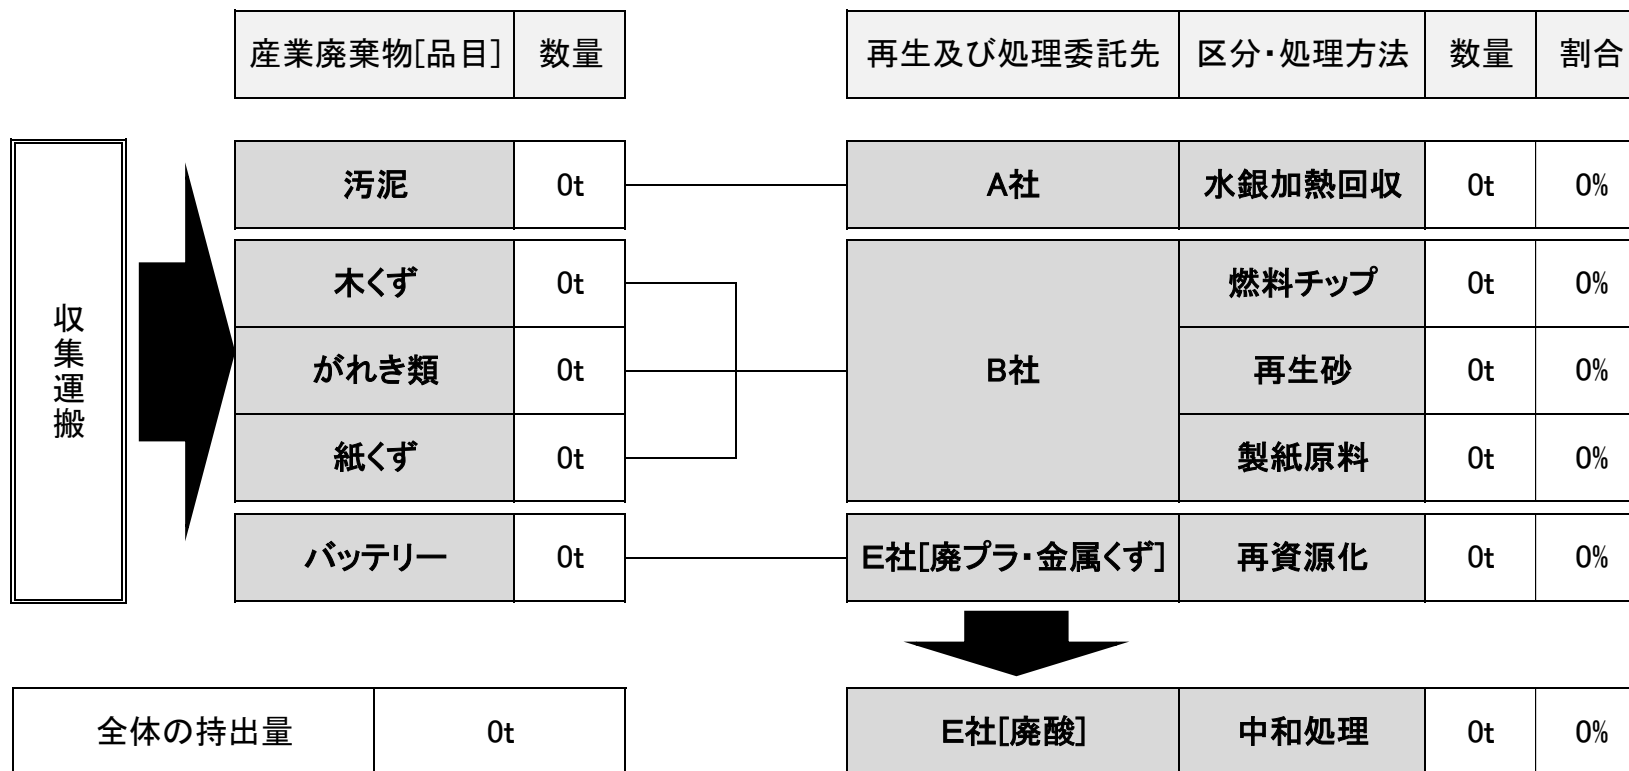 産業廃棄物[品目] 数量 再生及び処理委託先 区分・処理方法 数量 割合
汚泥 0t A社 水銀加熱回収 0t 0%
木くず 0t 燃料チップ 0t 0%
収集運搬
がれき類 0t B社 再生砂 0t 0%
紙くず 0t 製紙原料 0t 0%
バッテリー 0t E社[廃プラ・金属くず] 再資源化 0t 0%
全体の持出量 0t E社[廃酸] 中和処理 0t 0%